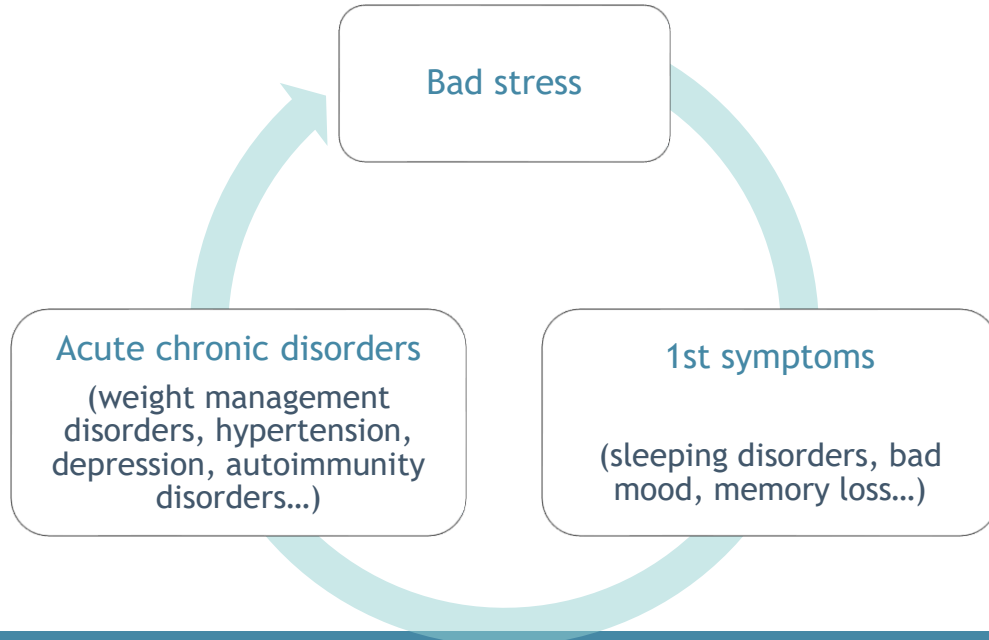 Bad stress
1st symptoms
(sleeping disorders, bad
mood, memory loss…)
Acute chronic disorders
(weight management
disorders, hypertension,
depression, autoimmunity
disorders…)